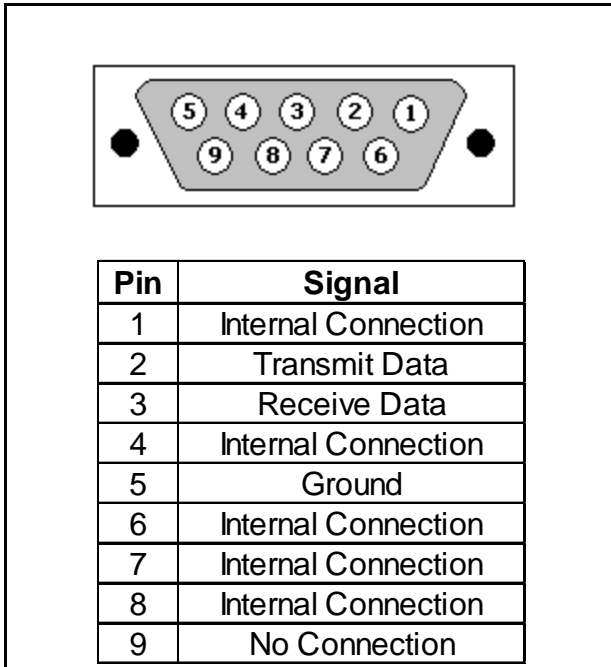 5 4 3 2 1
9 8 7 6
Pin Signal
1 Internal Connection
2 Transmit Data
3 Receive Data
4 Internal Connection
5 Ground
6 Internal Connection
7 Internal Connection
8 Internal Connection
9 No Connection